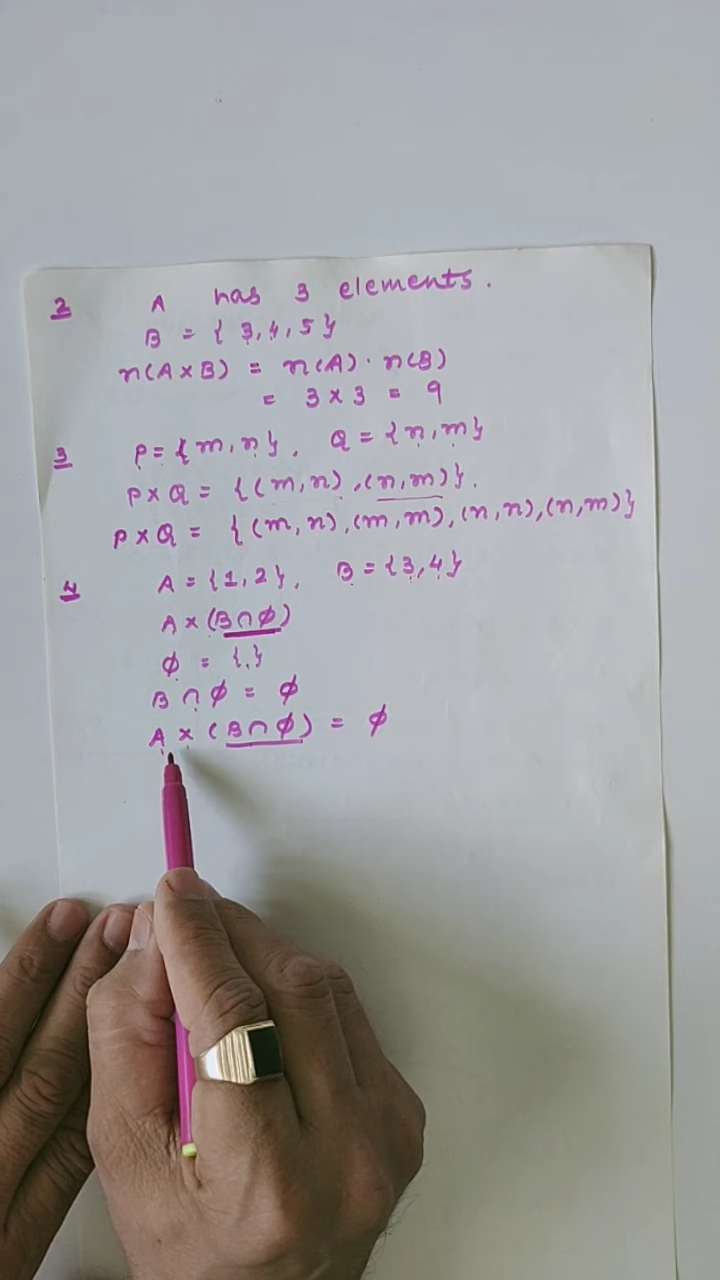 2 A has 3 elements.
B = {3,4,5}
n(A×B) = n(A)·n(B)
= 3×3 = 9
3 P={m,n}, Q={n,m}
P×Q = {(m,n),(n,m)}.
P×Q = {(m,n),(m,m),(n,n),(n,m)}
4 A={1,2}, B={3,4}
A×(B∩ϕ)
ϕ = {.}
B∩ϕ = ϕ
A×(B∩ϕ) = ϕ